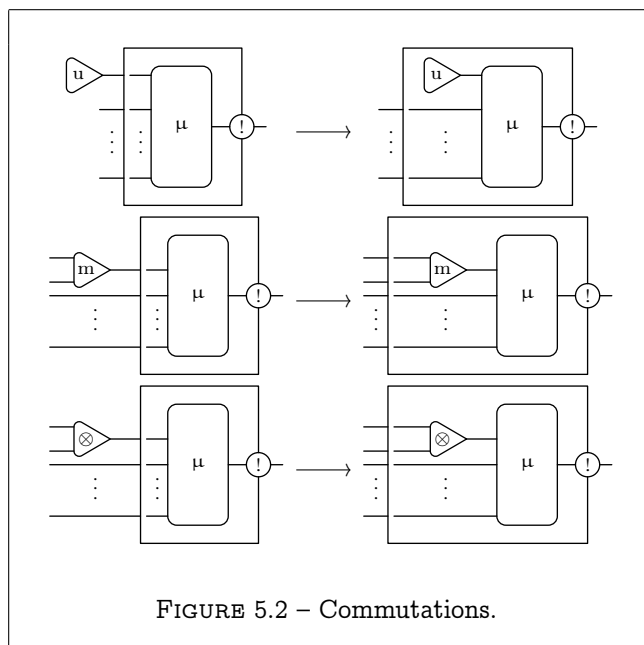 u μ ! u μ !
m μ ! m μ !
⊗ μ ! ⊗ μ !
FIGURE 5.2 – Commutations.